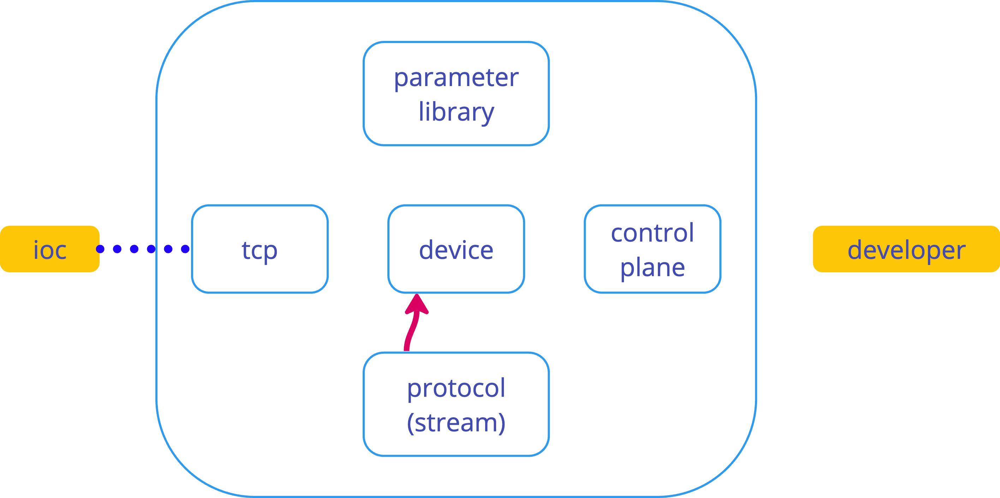 parameter
library
ioc
tcp
device
control
plane
developer
protocol
(stream)